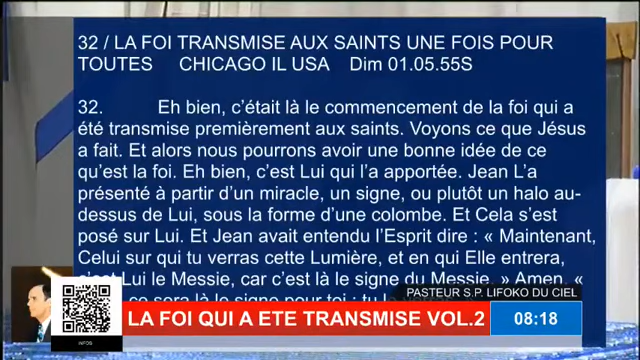 32 / LA FOI TRANSMISE AUX SAINTS UNE FOIS POUR
TOUTES CHICAGO IL USA Dim 01.05.55S
32. Eh bien, c'était là le commencement de la foi qui a
été transmise premièrement aux saints. Voyons ce que Jésus
a fait. Et alors nous pourrons avoir une bonne idée de ce
qu'est la foi. Eh bien, c'est Lui qui l'a apportée. Jean L'a
présenté à partir d'un miracle, un signe, ou plutôt un halo au-
dessus de Lui, sous la forme d'une colombe. Et Cela s'est
posé sur Lui. Et Jean avait entendu l'Esprit dire : « Maintenant,
Celui sur qui tu verras cette Lumière, et en qui Elle entrera,
c'est Lui le Messie, car c'est là le signe du Messie. » Amen. «
ce sera là le signe pour toi : tu
PASTEUR S.P. LIFOKO DU CIEL
LA FOI QUI A ETE TRANSMISE VOL.2
08:18
INFOS